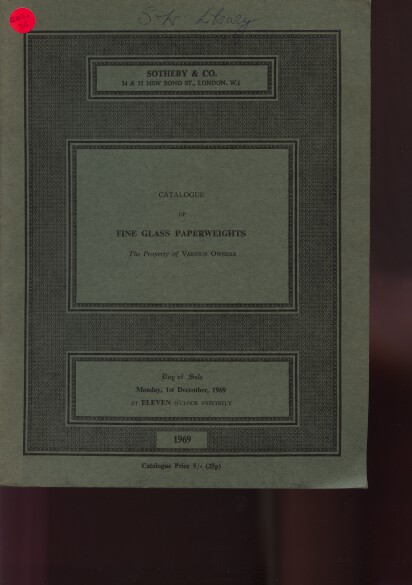 Library
SOTHEBY & CO.
34 & 35 NEW BOND ST., LONDON, W.1
CATALOGUE
OF
FINE GLASS PAPERWEIGHTS
The Property of VARIOUS OWNERS
Day of Sale
Monday, 1st December, 1969
AT ELEVEN O'CLOCK PRECISELY
1969
Catalogue Price 5/- (25p)